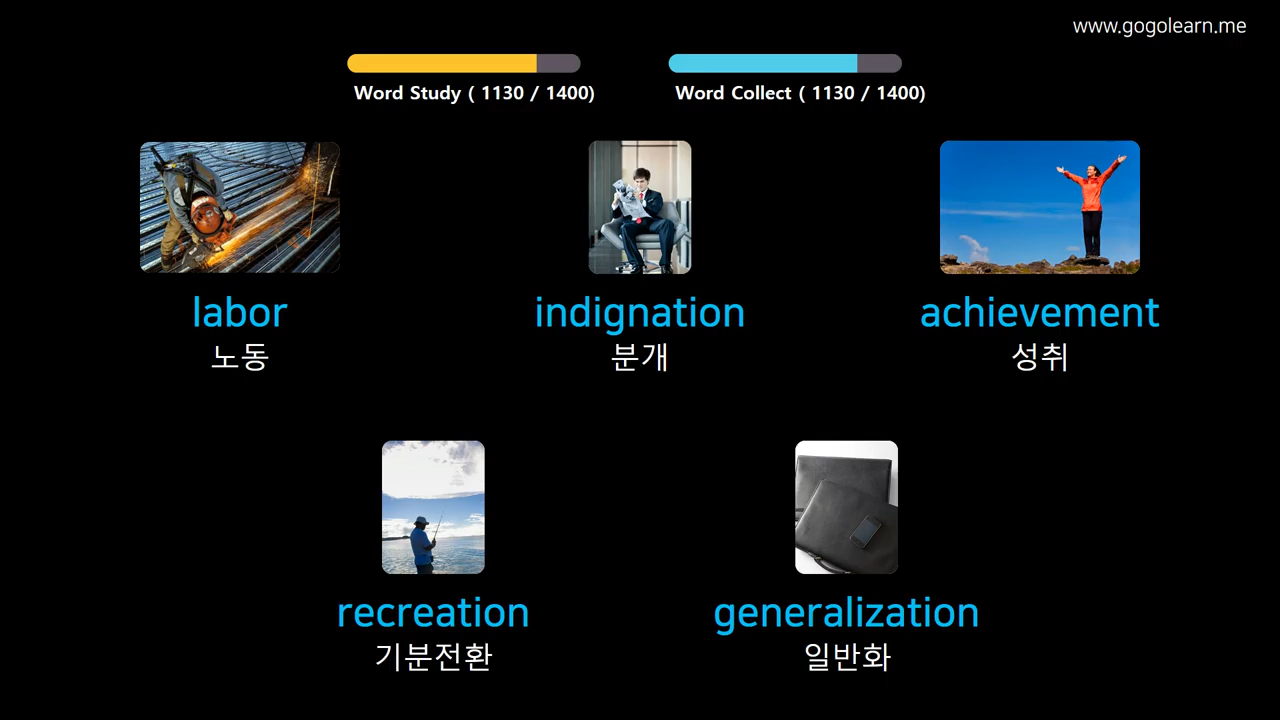 www.gogolearn.me
Word Study ( 1130 / 1400)
Word Collect ( 1130 / 1400)
labor
노동
indignation
분개
achievement
성취
recreation
기분전환
generalization
일반화